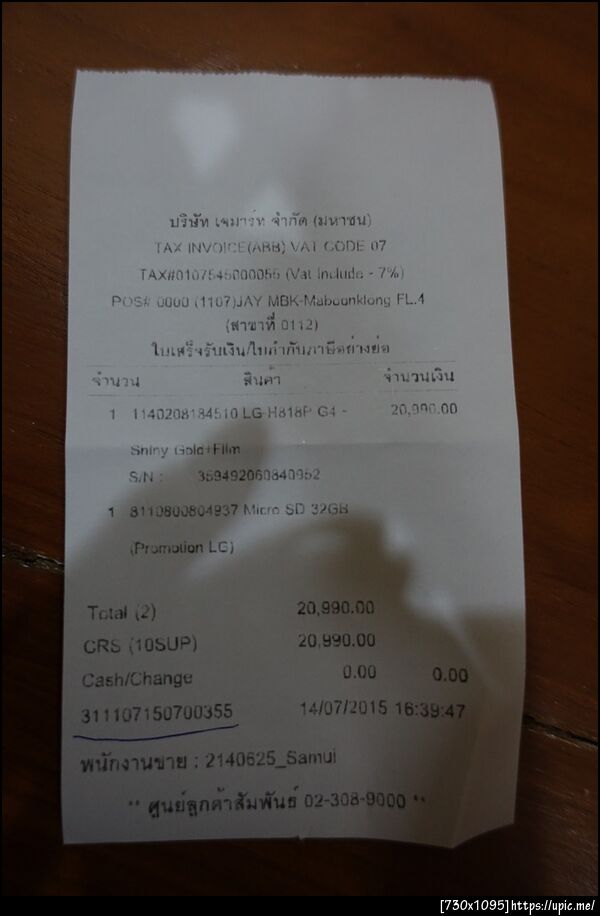 บริษัท เจมาร์ท จำกัด (มหาชน)
TAX INVOICE(ABB) VAT CODE 07
TAX#0107545000055 (Vat Include - 7%)
POS# 0000 (1107)JAY MBK-Maboonklong FL.4
(สาขาที่ 0112)
ใบเสร็จรับเงิน/ใบกำกับภาษีอย่างย่อ
จำนวน สินค้า จำนวนเงิน
1 1140208184510 LG-H818P G4 - 20,990.00
Shiny Gold+Film
S/N : 359492060840952
1 8110800804937 Micro SD 32GB
(Promotion LG)
Total (2) 20,990.00
CRS (10SUP) 20,990.00
Cash/Change 0.00 0.00
311107150700355 14/07/2015 16:39:47
พนักงานขาย : 2140625_Samui
** ศูนย์ลูกค้าสัมพันธ์ 02-308-9000 **
[730x1095]https://upic.me/